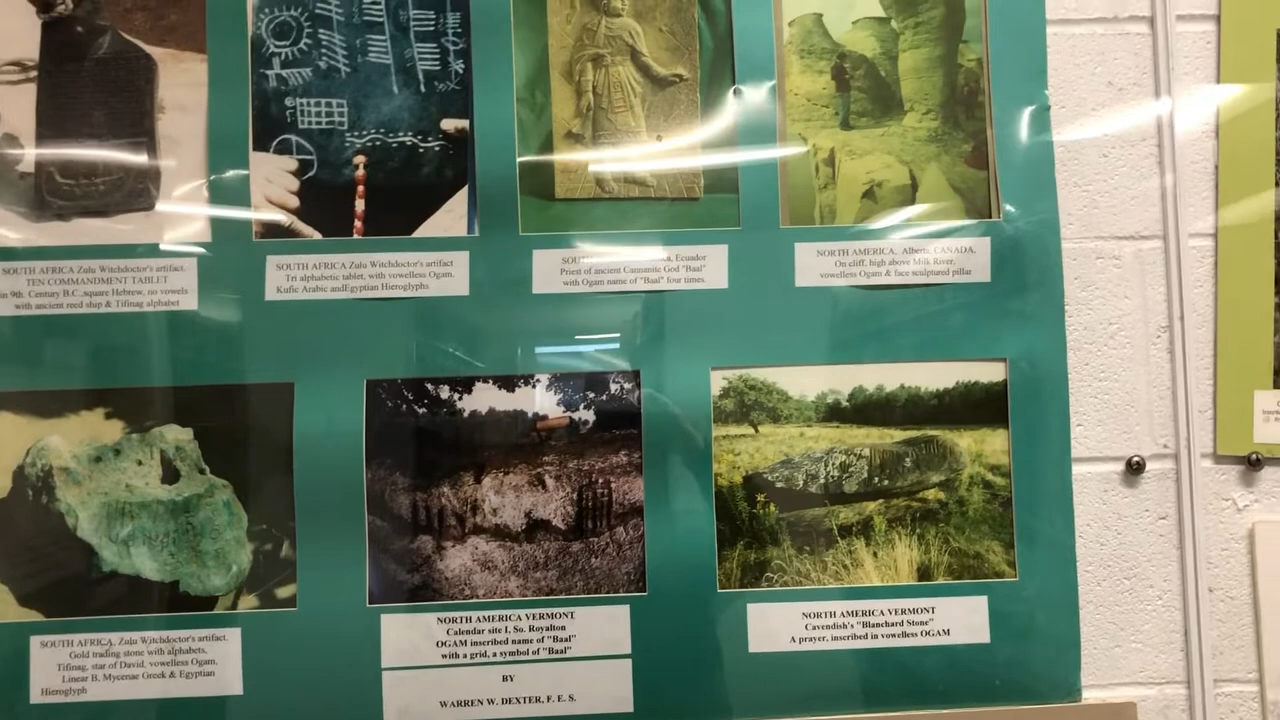 SOUTH AFRICA Zulu Witchdoctor's artifact.
TEN COMMANDMENT TABLET
in 9th. Century B.C.,square Hebrew, no vowels
with ancient reed ship & Tifinag alphabet
SOUTH AFRICA Zulu Witchdoctor's artifact
Tri alphabetic tablet, with vowelless Ogam,
Kufic Arabic andEgyptian Hieroglyphs
Ecuador
Priest of ancient Cannanite God "Baal"
with Ogam name of "Baal" four times.
NORTH AMERICA, Alberta, CANADA,
On cliff, high above Milk River,
vowelless Ogam & face sculptured pillar
SOUTH AFRICA, Zulu Witchdoctor's artifact.
Gold trading stone with alphabets,
Tifinag, star of David, vowelless Ogam,
Linear B, Mycenae Greek & Egyptian
Hieroglyph
NORTH AMERICA VERMONT
Calendar site I, So. Royalton
OGAM inscribed name of "Baal"
with a grid, a symbol of "Baal"
BY
WARREN W. DEXTER, F. E. S.
NORTH AMERICA VERMONT
Cavendish's "Blanchard Stone"
A prayer, inscribed in vowelless OGAM